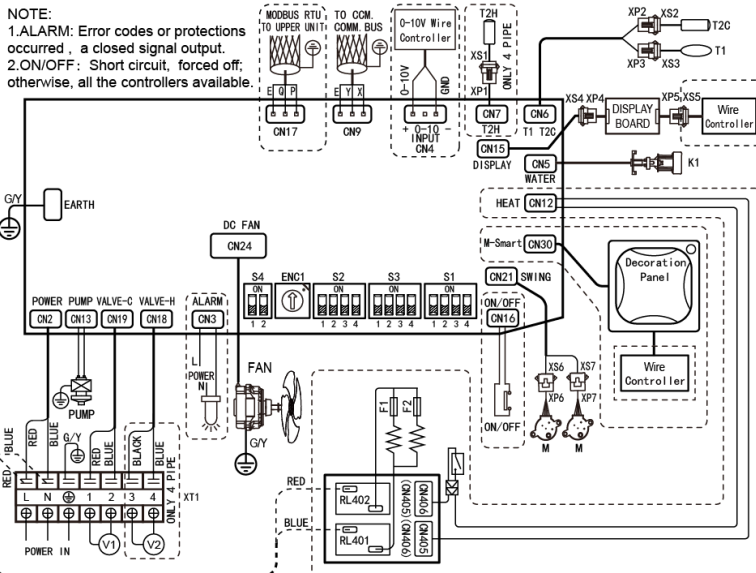 NOTE:
1.ALARM: Error codes or protections
occurred , a closed signal output.
2.ON/OFF: Short circuit, forced off;
otherwise, all the controllers available.
MODBUS RTU
TO UPPER UNIT
TO CCM.
COMM. BUS
0-10V Wire
Controller
T2H
ONLY 4 PIPE
XP2 XS2
T2C
T1
XP3 XS3
XS1
XP1
0-10V
GND
E Q P
E Y X
CN17
CN9
+ 0-10 -
INPUT
CN4
CN7
T2H
CN6
T1 T2C
XS4 XP4
DISPLAY
BOARD
XP5 XS5
Wire
Controller
CN15
DISPLAY
CN5
WATER
K1
G/Y
EARTH
HEAT CN12
DC FAN
CN24
M-Smart CN30
Decoration
Panel
CN21 SWING
S4
ON
1 2
ENC1
S2
ON
1 2 3 4
S3
ON
1 2 3 4
S1
ON
1 2 3 4
POWER
CN2
PUMP
CN13
VALVE-C
CN19
VALVE-H
CN18
ALARM
CN3
ON/OFF
CN16
L
POWER
N
FAN
G/Y
Wire
Controller
XS6
XS7
XP6
XP7
M
M
ON/OFF
PUMP
RED
BLUE
RED
BLUE
G/Y
RED
BLUE
BLACK
BLUE
ONLY 4 PIPE
L N 1 2 3 4
XT1
POWER IN
V1
V2
F1
F2
RED
BLUE
RL402
RL401
(CN405)
CN406
(CN406)
CN405